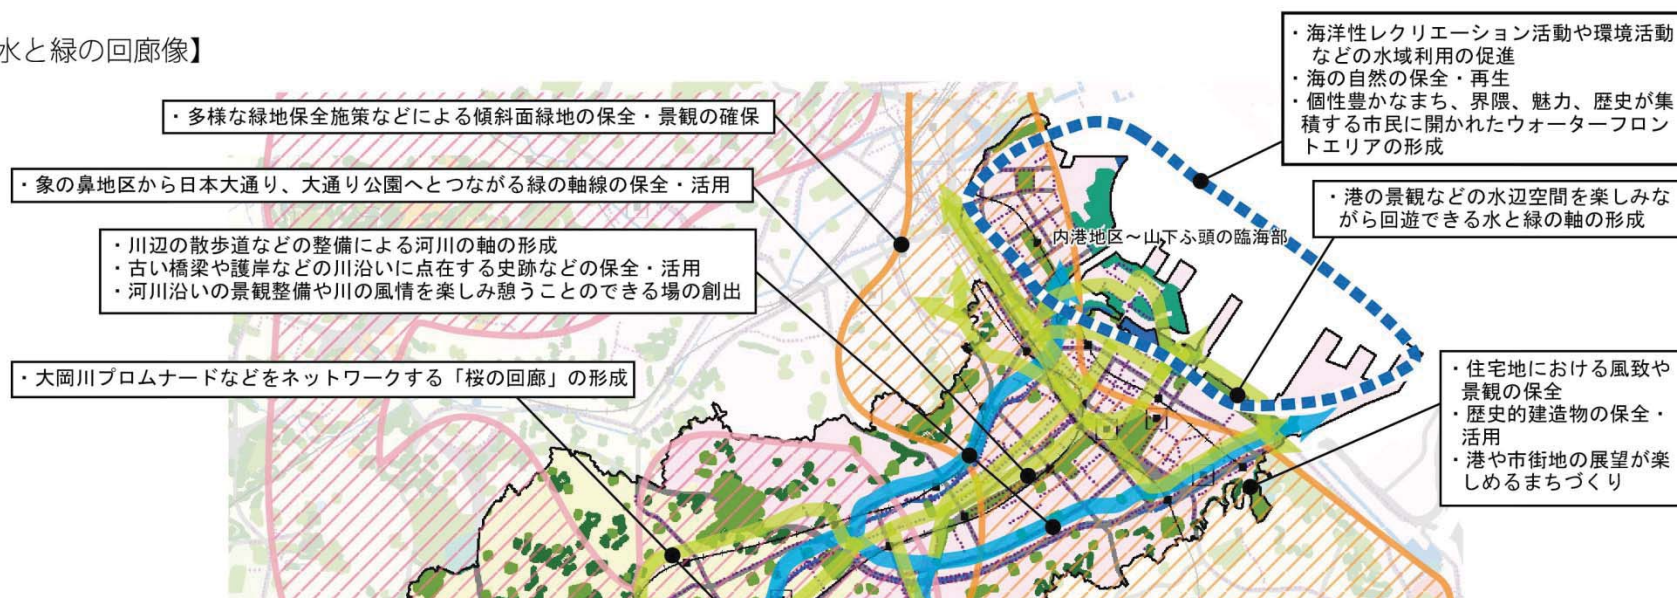 水と緑の回廊像】
・多様な緑地保全施策などによる傾斜面緑地の保全・景観の確保
・象の鼻地区から日本大通り、大通り公園へとつながる緑の軸線の保全・活用
・川辺の散歩道などの整備による河川の軸の形成
・古い橋梁や護岸などの川沿いに点在する史跡などの保全・活用
・河川沿いの景観整備や川の風情を楽しみ憩うことのできる場の創出
・大岡川プロムナードなどをネットワークする「桜の回廊」の形成
・海洋性レクリエーション活動や環境活動
などの水域利用の促進
・海の自然の保全・再生
・個性豊かなまち、界隈、魅力、歴史が集
積する市民に開かれたウォーターフロン
トエリアの形成
・港の景観などの水辺空間を楽しみな
がら回遊できる水と緑の軸の形成
内港地区～山下ふ頭の臨海部
・住宅地における風致や
景観の保全
・歴史的建造物の保全・
活用
・港や市街地の展望が楽
しめるまちづくり